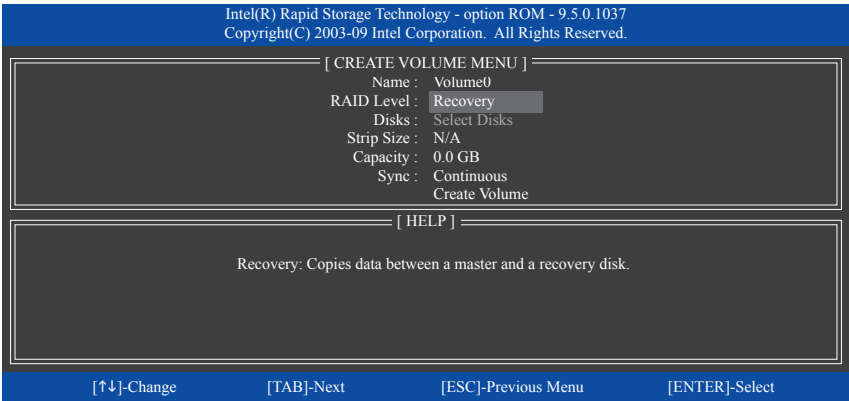 Intel(R) Rapid Storage Technology - option ROM - 9.5.0.1037
Copyright(C) 2003-09 Intel Corporation.  All Rights Reserved.
[ CREATE VOLUME MENU ]
Name : Volume0
RAID Level : Recovery
Disks : Select Disks
Strip Size : N/A
Capacity : 0.0 GB
Sync : Continuous
Create Volume
[ HELP ]
Recovery: Copies data between a master and a recovery disk.
[↑↓]-Change [TAB]-Next [ESC]-Previous Menu [ENTER]-Select